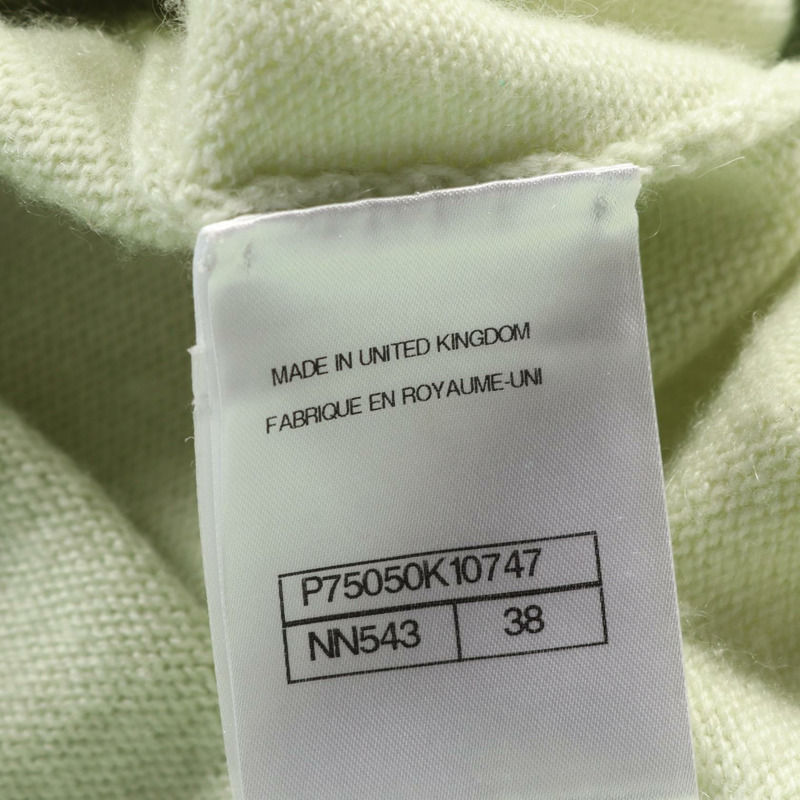 MADE IN UNITED KINGDOM
FABRIQUE EN ROYAUME-UNI
P75050K10747
NN543 38